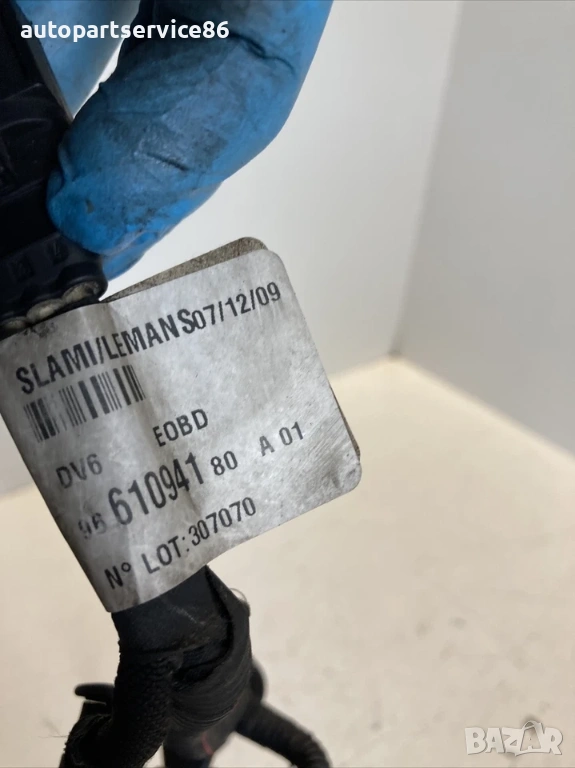 autopartservice86
SLAMI/LEMANS07/12/09
EOBD
DV6
96 610941 80 A 01
N° LOT:307070
BAZAR